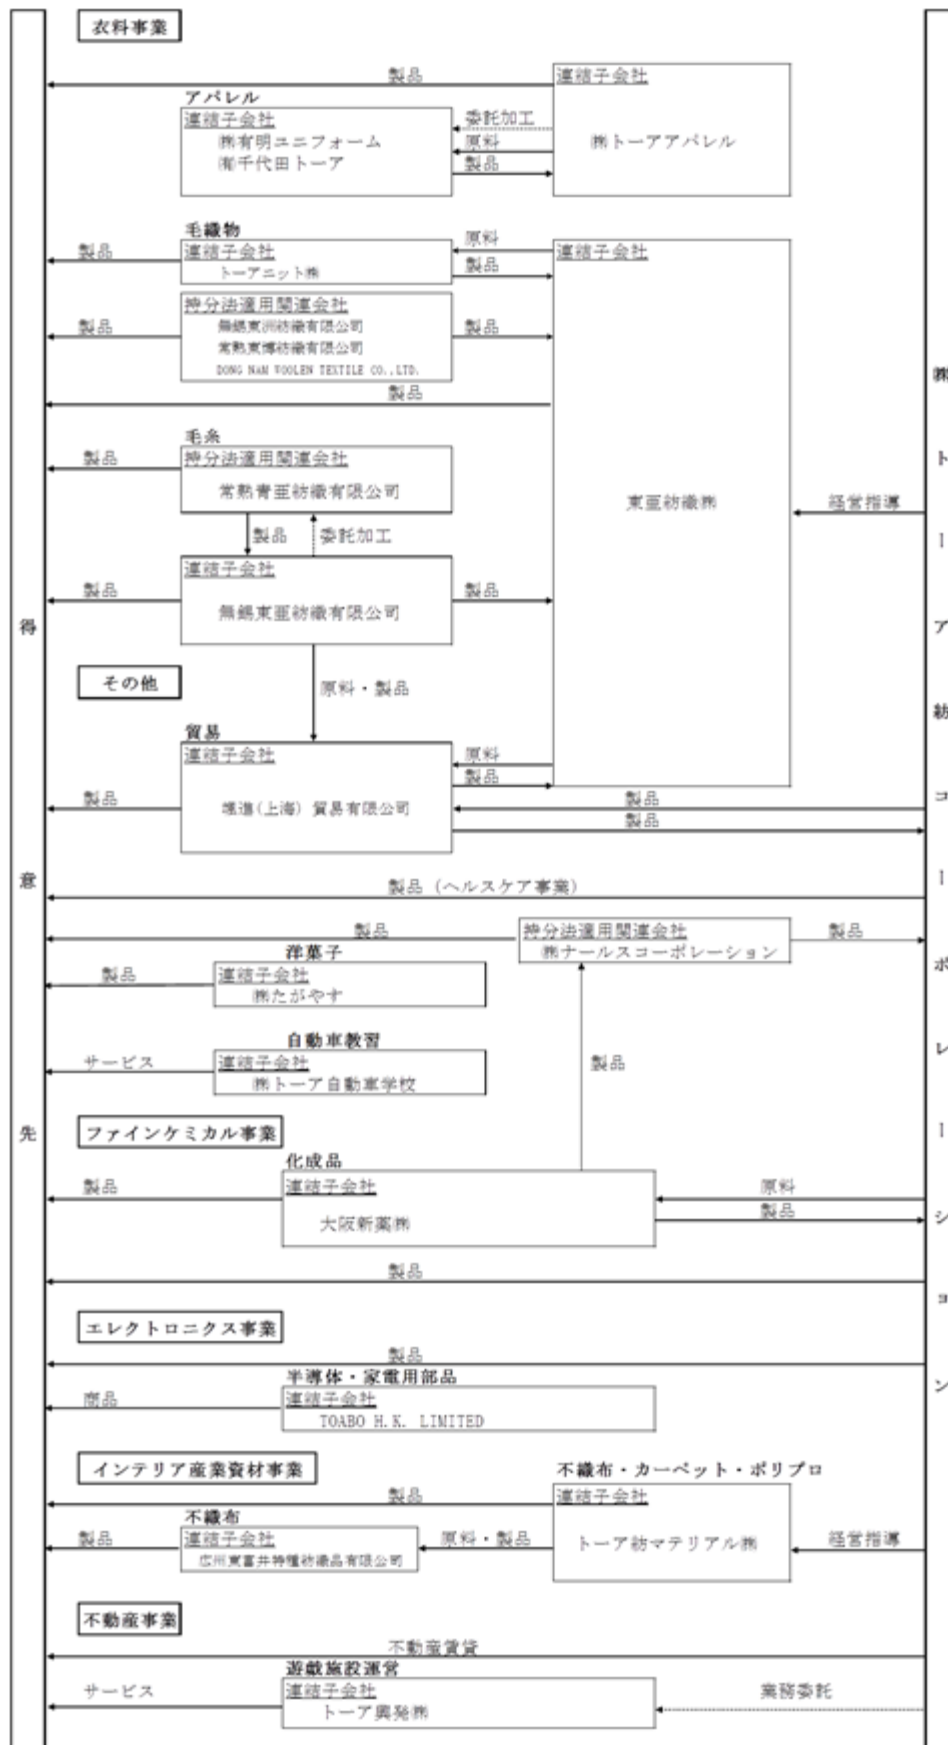 衣料事業
製品
連結子会社
アパレル
連結子会社
㈱有明ユニフォーム
㈲千代田トーア
委託加工
原料
製品
㈱トーアアパレル
毛織物
製品
連結子会社
トーアニット㈱
原料
製品
連結子会社
持分法適用関連会社
製品
無錫東洲紡織有限公司
常熟東博紡織有限公司
DONG NAM WOOLEN TEXTILE CO.,LTD.
製品
製品
毛糸
製品
持分法適用関連会社
常熟青亜紡織有限公司
東亜紡織㈱
経営指導
製品
委託加工
連結子会社
製品
無錫東亜紡織有限公司
製品
その他
原料・製品
貿易
連結子会社
原料
製品
製品
(上海) 貿易有限公司
製品
製品
製品 (ヘルスケア事業)
製品
持分法適用関連会社
㈱ナールスコーポレーション
製品
洋菓子
製品
連結子会社
㈱たがやす
自動車教習
サービス
連結子会社
㈱トーア自動車学校
製品
ファインケミカル事業
化成品
製品
連結子会社
大阪新薬㈱
原料
製品
製品
エレクトロニクス事業
製品
半導体・家電用部品
商品
連結子会社
TOABO H.K. LIMITED
インテリア産業資材事業
不織布・カーペット・ポリプロ
製品
連結子会社
不織布
製品
連結子会社
広州東富井特種紡織品有限公司
原料・製品
トーア紡マテリアル㈱
経営指導
不動産事業
不動産賃貸
遊戯施設運営
サービス
連結子会社
トーア興発㈱
業務委託
得意先
㈱トーア紡コーポレーション